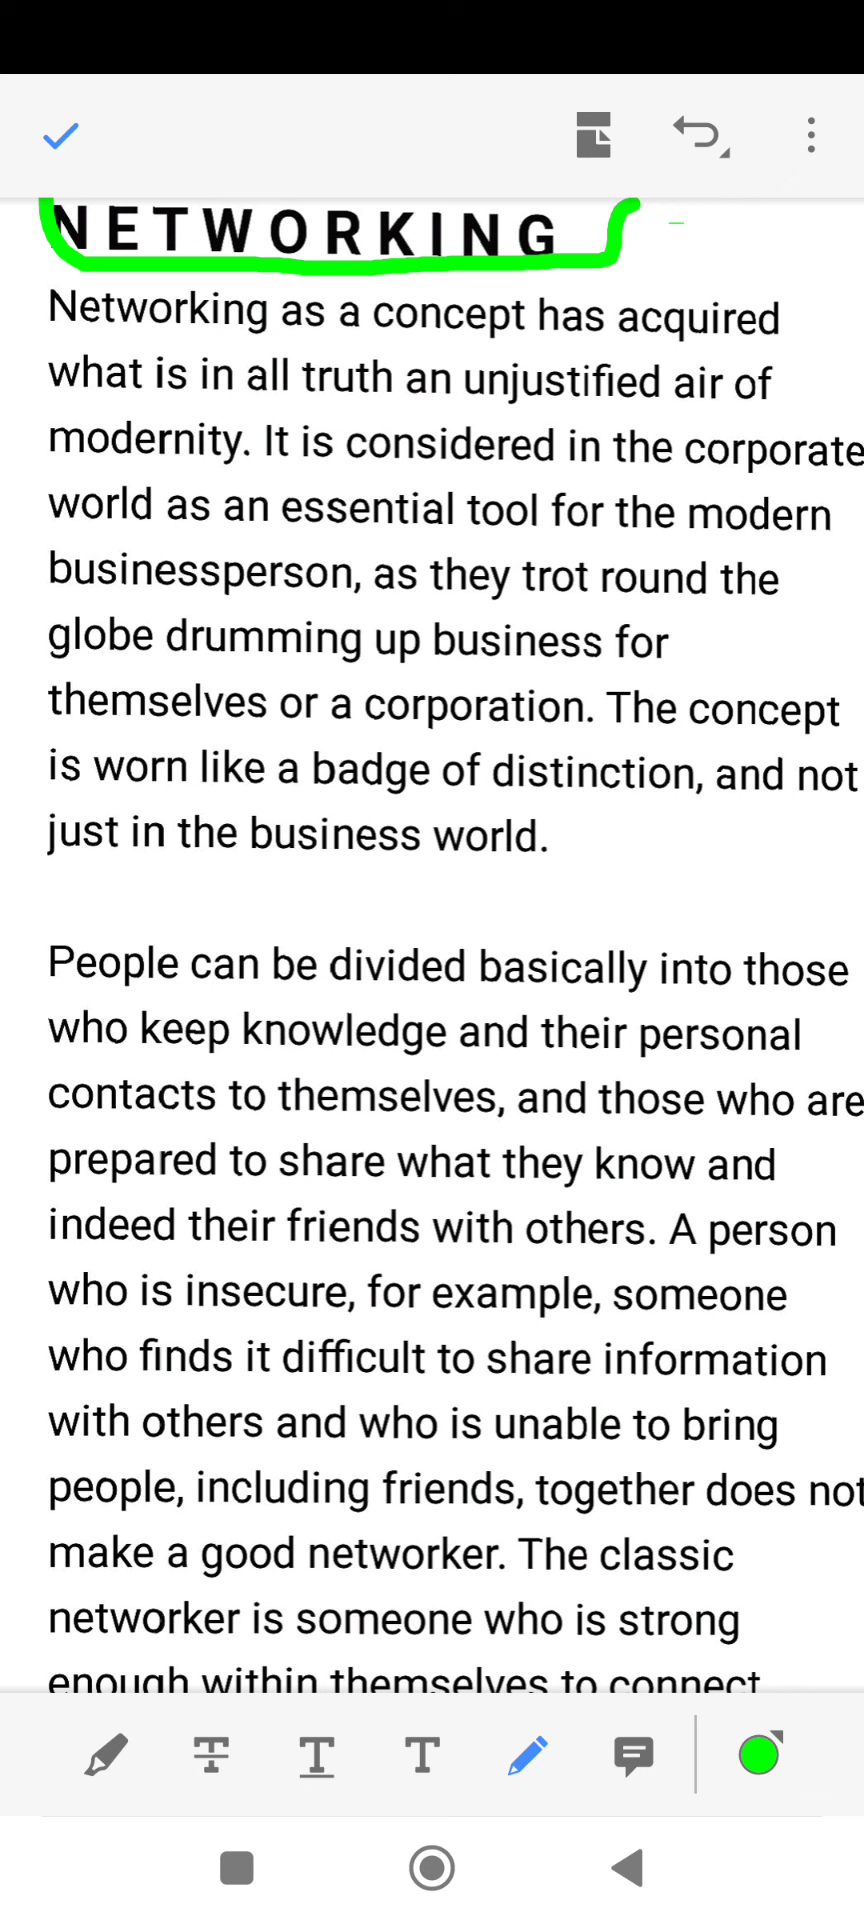 NETWORKING
Networking as a concept has acquired
what is in all truth an unjustified air of
modernity. It is considered in the corporate
world as an essential tool for the modern
businessperson, as they trot round the
globe drumming up business for
themselves or a corporation. The concept
is worn like a badge of distinction, and not
just in the business world.
People can be divided basically into those
who keep knowledge and their personal
contacts to themselves, and those who are
prepared to share what they know and
indeed their friends with others. A person
who is insecure, for example, someone
who finds it difficult to share information
with others and who is unable to bring
people, including friends, together does not
make a good networker. The classic
networker is someone who is strong
enough within themselves to connect